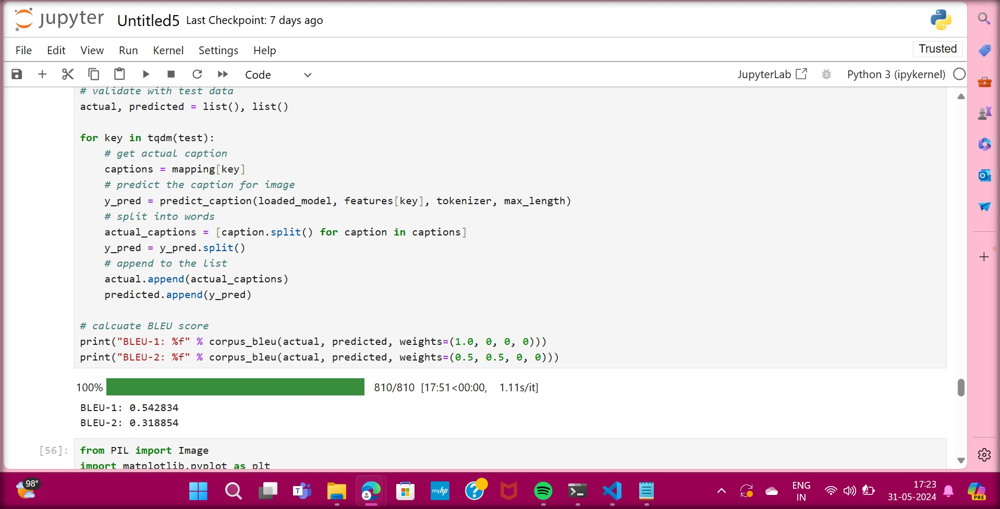 jupyter Untitled5 Last Checkpoint: 7 days ago
File Edit View Run Kernel Settings Help Trusted
Code JupyterLab Python 3 (ipykernel)
# validate with test data
actual, predicted = list(), list()
for key in tqdm(test):
# get actual caption
captions = mapping[key]
# predict the caption for image
y_pred = predict_caption(loaded_model, features[key], tokenizer, max_length)
# split into words
actual_captions = [caption.split() for caption in captions]
y_pred = y_pred.split()
# append to the list
actual.append(actual_captions)
predicted.append(y_pred)
# calcuate BLEU score
print("BLEU-1: %f" % corpus_bleu(actual, predicted, weights=(1.0, 0, 0, 0)))
print("BLEU-2: %f" % corpus_bleu(actual, predicted, weights=(0.5, 0.5, 0, 0)))
100% 810/810 [17:51<00:00, 1.11s/it]
BLEU-1: 0.542834
BLEU-2: 0.318854
[56]: from PIL import Image
import matplotlib.pyplot as plt
98°
myhp
ENG
IN
17:23
31-05-2024
PRE